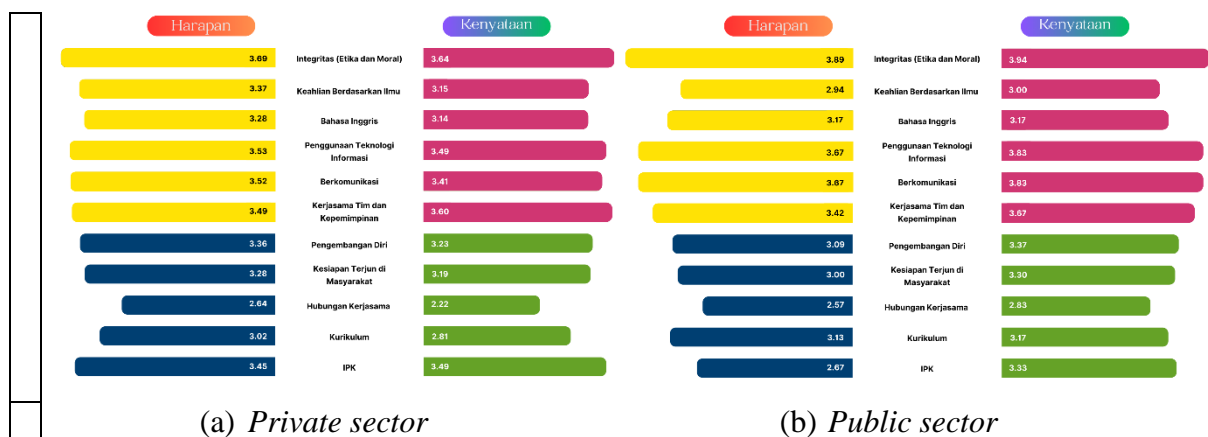 Harapan Kenyataan
3.69 Integritas (Etika dan Moral) 3.64
3.37 Keahlian Berdasarkan Ilmu 3.15
3.28 Bahasa Inggris 3.14
3.53 Penggunaan Teknologi Informasi 3.49
3.52 Berkomunikasi 3.41
3.49 Kerjasama Tim dan Kepemimpinan 3.60
3.36 Pengembangan Diri 3.23
3.28 Kesiapan Terjun di Masyarakat 3.19
2.64 Hubungan Kerjasama 2.22
3.02 Kurikulum 2.81
3.45 IPK 3.49
(a) Private sector
Harapan Kenyataan
3.89 Integritas (Etika dan Moral) 3.94
2.94 Keahlian Berdasarkan Ilmu 3.00
3.17 Bahasa Inggris 3.17
3.67 Penggunaan Teknologi Informasi 3.83
3.67 Berkomunikasi 3.83
3.42 Kerjasama Tim dan Kepemimpinan 3.67
3.09 Pengembangan Diri 3.37
3.00 Kesiapan Terjun di Masyarakat 3.30
2.57 Hubungan Kerjasama 2.83
3.13 Kurikulum 3.17
2.67 IPK 3.33
(b) Public sector